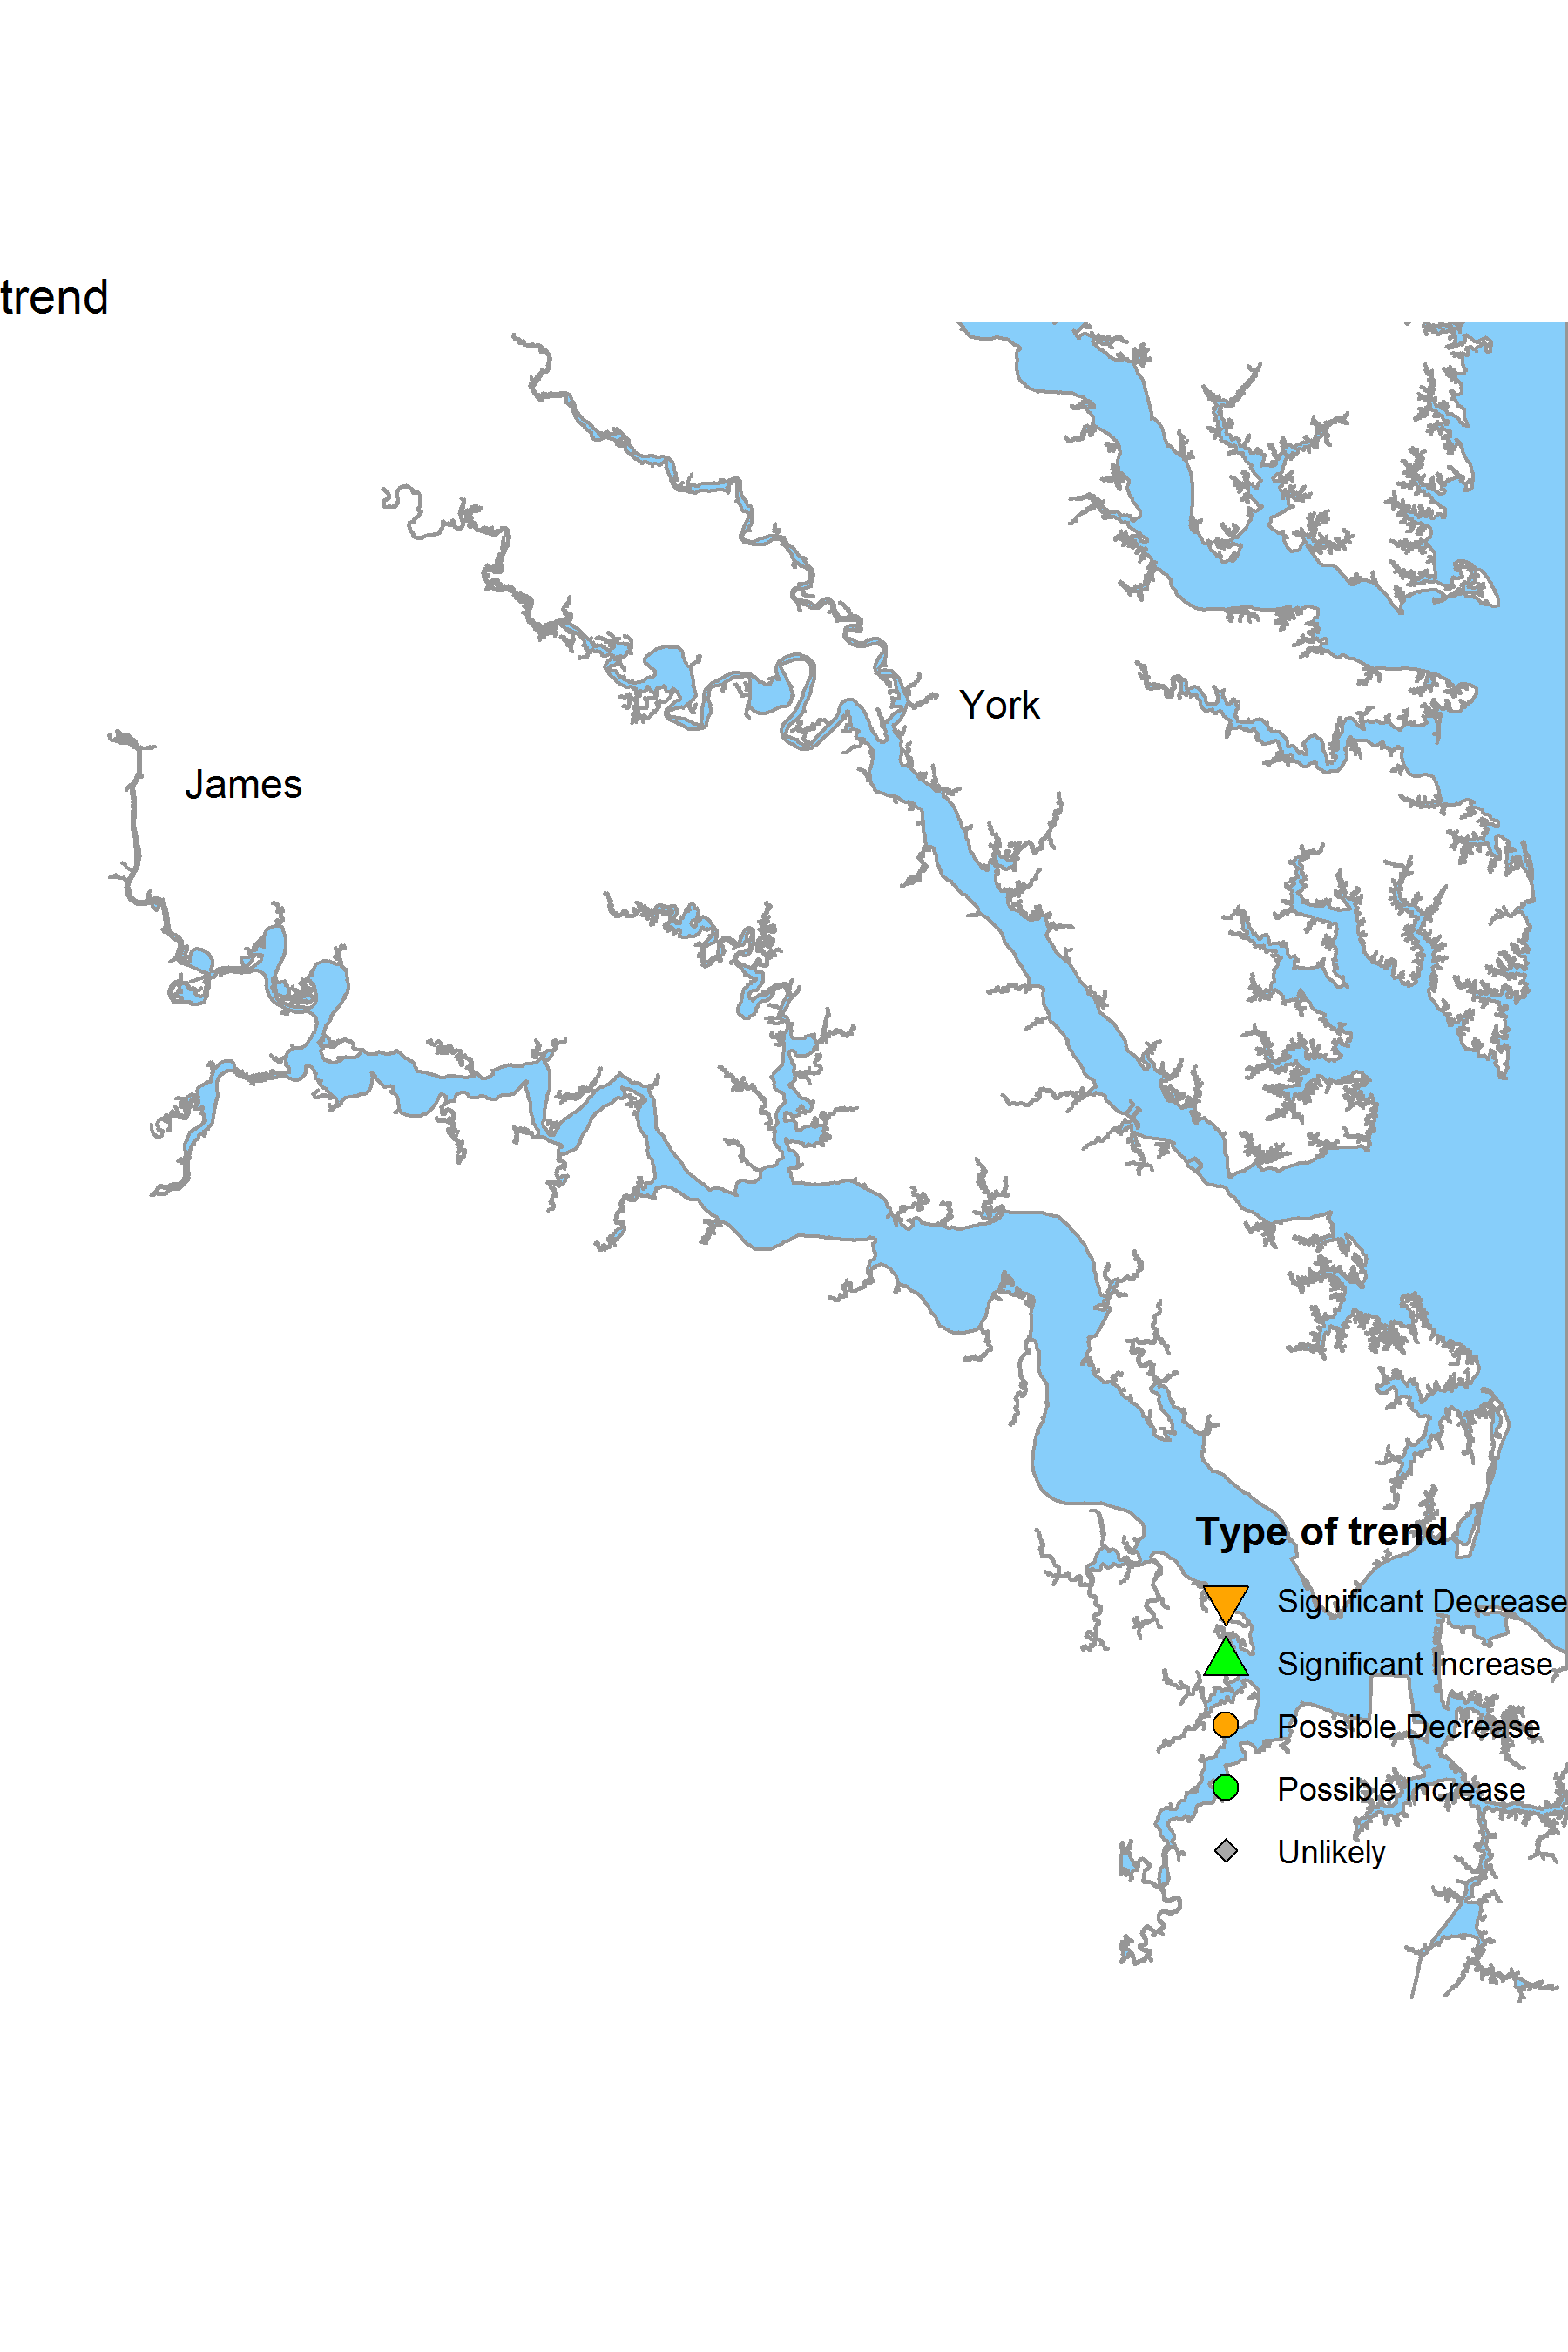 trend
York
James
Type of trend
Significant Decrease
Significant Increase
Possible Decrease
Possible Increase
Unlikely